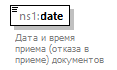 ns1:date
Дата и время
приема (отказа в
приеме) документов